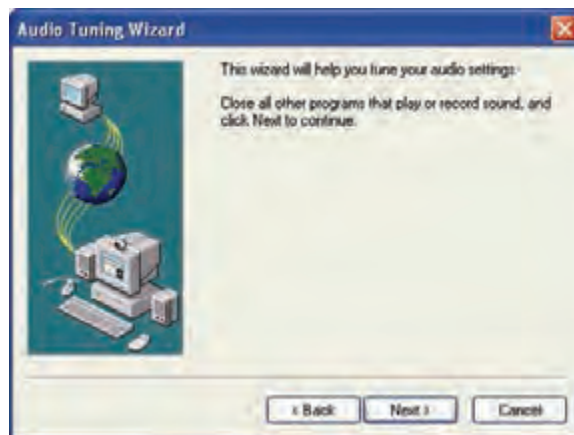 Audio Tuning Wizard
This wizard will help you tune your audio settings.
Close all other programs that play or record sound, and
click Next to continue.
< Back
Next >
Cancel